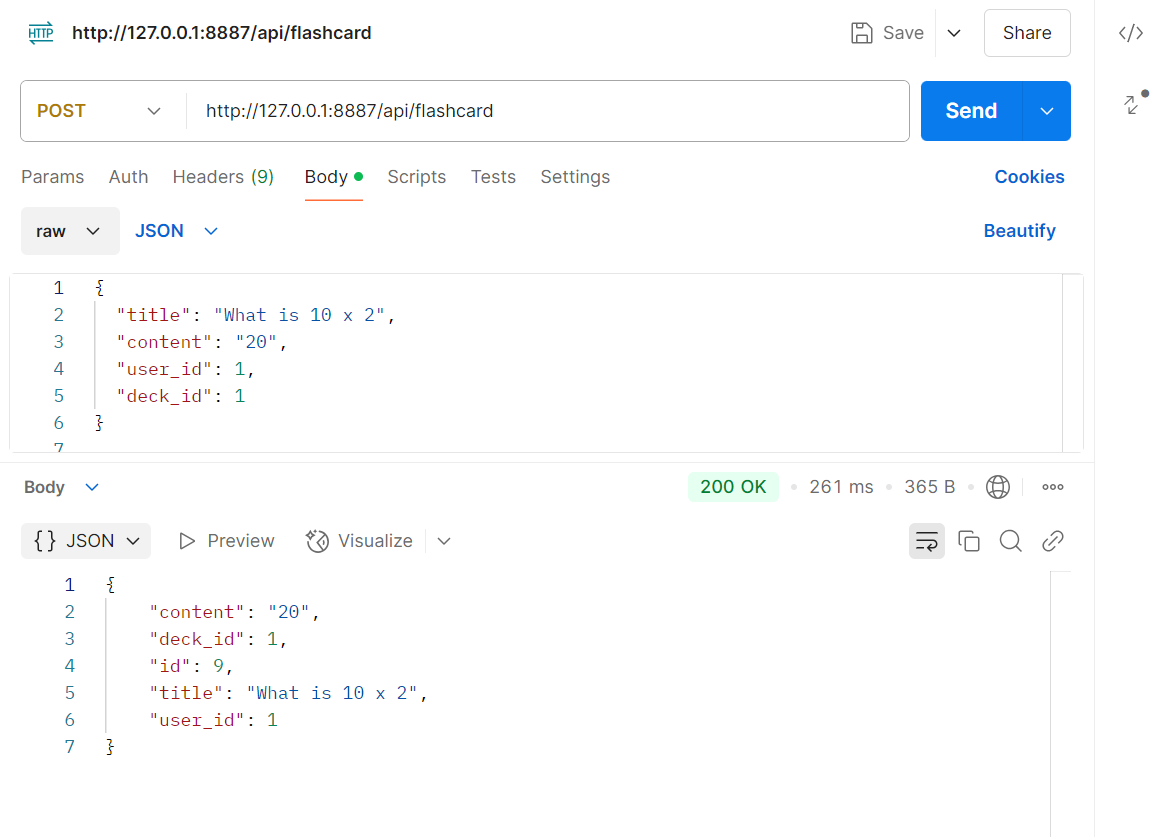 HTTP http://127.0.0.1:8887/api/flashcard Save Share </>
POST http://127.0.0.1:8887/api/flashcard Send
Params Auth Headers (9) Body Scripts Tests Settings Cookies
raw JSON Beautify
1 {
2 "title": "What is 10 x 2",
3 "content": "20",
4 "user_id": 1,
5 "deck_id": 1
6 }
7
Body 200 OK 261 ms 365 B
{} JSON Preview Visualize
1 {
2 "content": "20",
3 "deck_id": 1,
4 "id": 9,
5 "title": "What is 10 x 2",
6 "user_id": 1
7 }